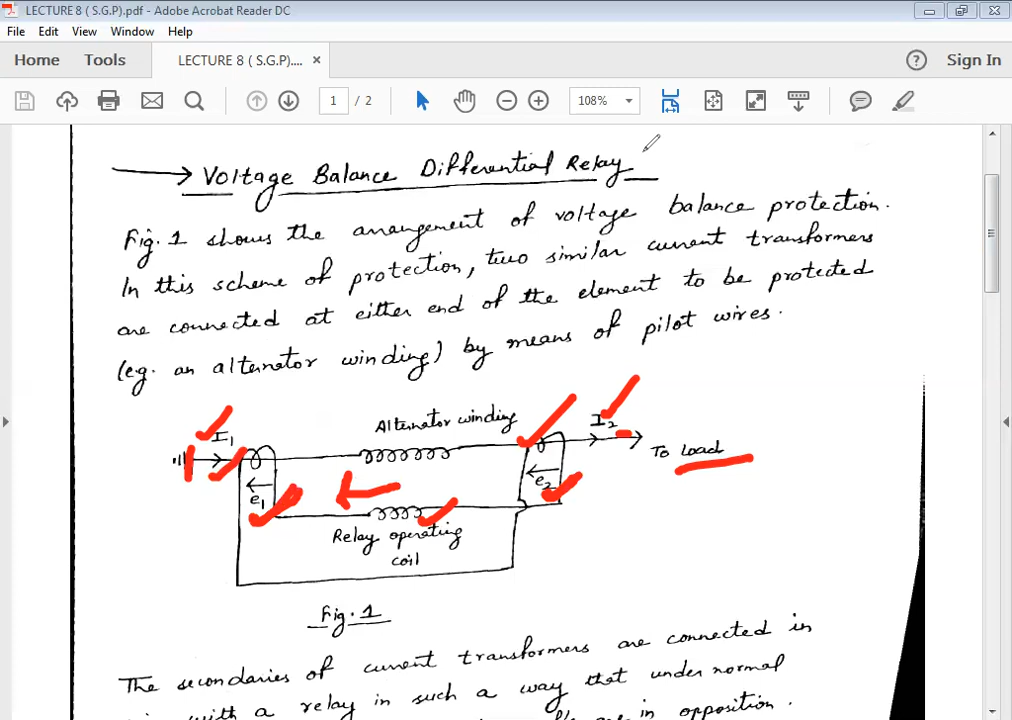 LECTURE 8 ( S.G.P).pdf - Adobe Acrobat Reader DC
File Edit View Window Help
Home Tools LECTURE 8 ( S.G.P).... × Sign In
1 / 2 108%
Voltage Balance Differential Relay
Fig. 1 shows the arrangement of voltage balance protection.
In this scheme of protection, two similar current transformers
are connected at either end of the element to be protected
(eg. an alternator winding) by means of pilot wires.
Alternator winding
I1
I2
To Load
e1
e2
Relay operating
coil
Fig. 1
The secondaries of current transformers are connected in
with a relay in such a way that under normal
are in opposition.